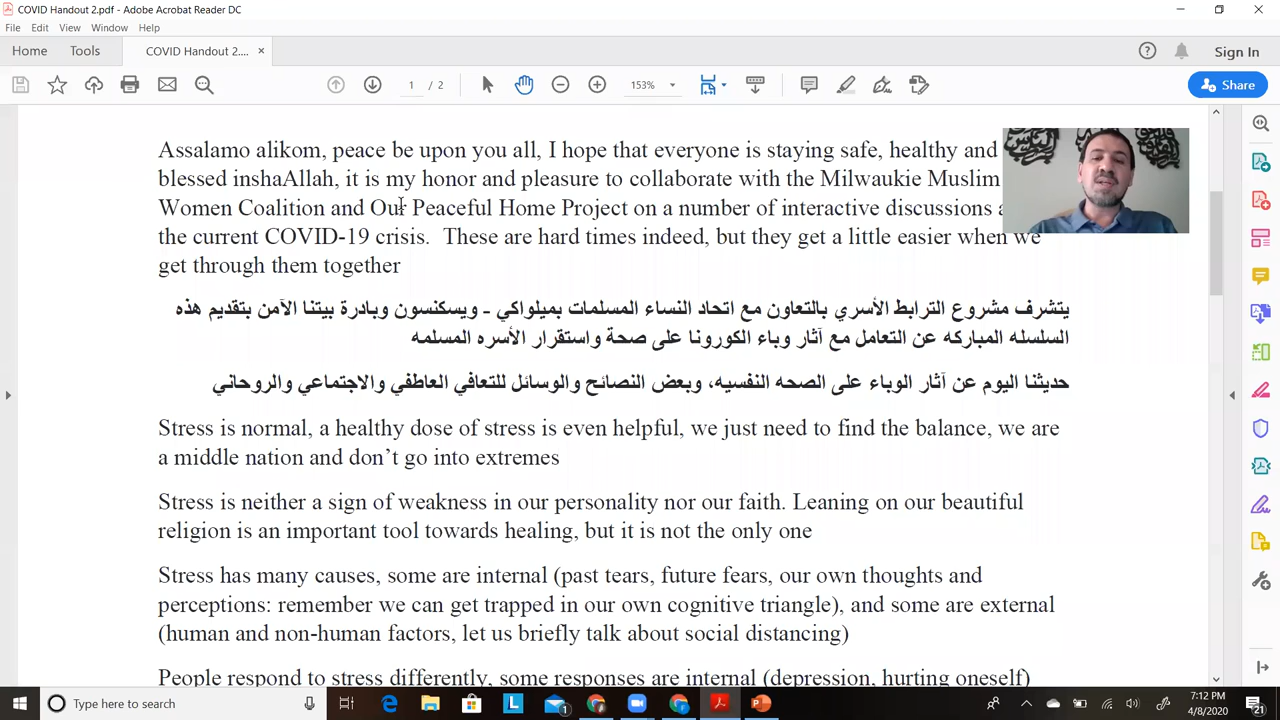 COVID Handout 2.pdf - Adobe Acrobat Reader DC
File Edit View Window Help
Home Tools COVID Handout 2.... × Sign In
1 / 2 153% Share
Assalamo alikom, peace be upon you all, I hope that everyone is staying safe, healthy and
blessed inshaAllah, it is my honor and pleasure to collaborate with the Milwaukie Muslim
Women Coalition and Our Peaceful Home Project on a number of interactive discussions
the current COVID-19 crisis. These are hard times indeed, but they get a little easier when we
get through them together
يتشرف مشروع الترابط الأسري بالتعاون مع اتحاد النساء المسلمات بميلواكي - ويسكنسون وبادرة بيتنا الآمن بتقديم هذه
السلسله المباركه عن التعامل مع آثار وباء الكورونا على صحة واستقرار الأسره المسلمه
حديثنا اليوم عن آثار الوباء على الصحه النفسيه، وبعض النصائح والوسائل للتعافي العاطفي والاجتماعي والروحاني
Stress is normal, a healthy dose of stress is even helpful, we just need to find the balance, we are
a middle nation and don’t go into extremes
Stress is neither a sign of weakness in our personality nor our faith. Leaning on our beautiful
religion is an important tool towards healing, but it is not the only one
Stress has many causes, some are internal (past tears, future fears, our own thoughts and
perceptions: remember we can get trapped in our own cognitive triangle), and some are external
(human and non-human factors, let us briefly talk about social distancing)
People respond to stress differently, some responses are internal (depression, hurting oneself)
Type here to search
7:12 PM
4/8/2020
21